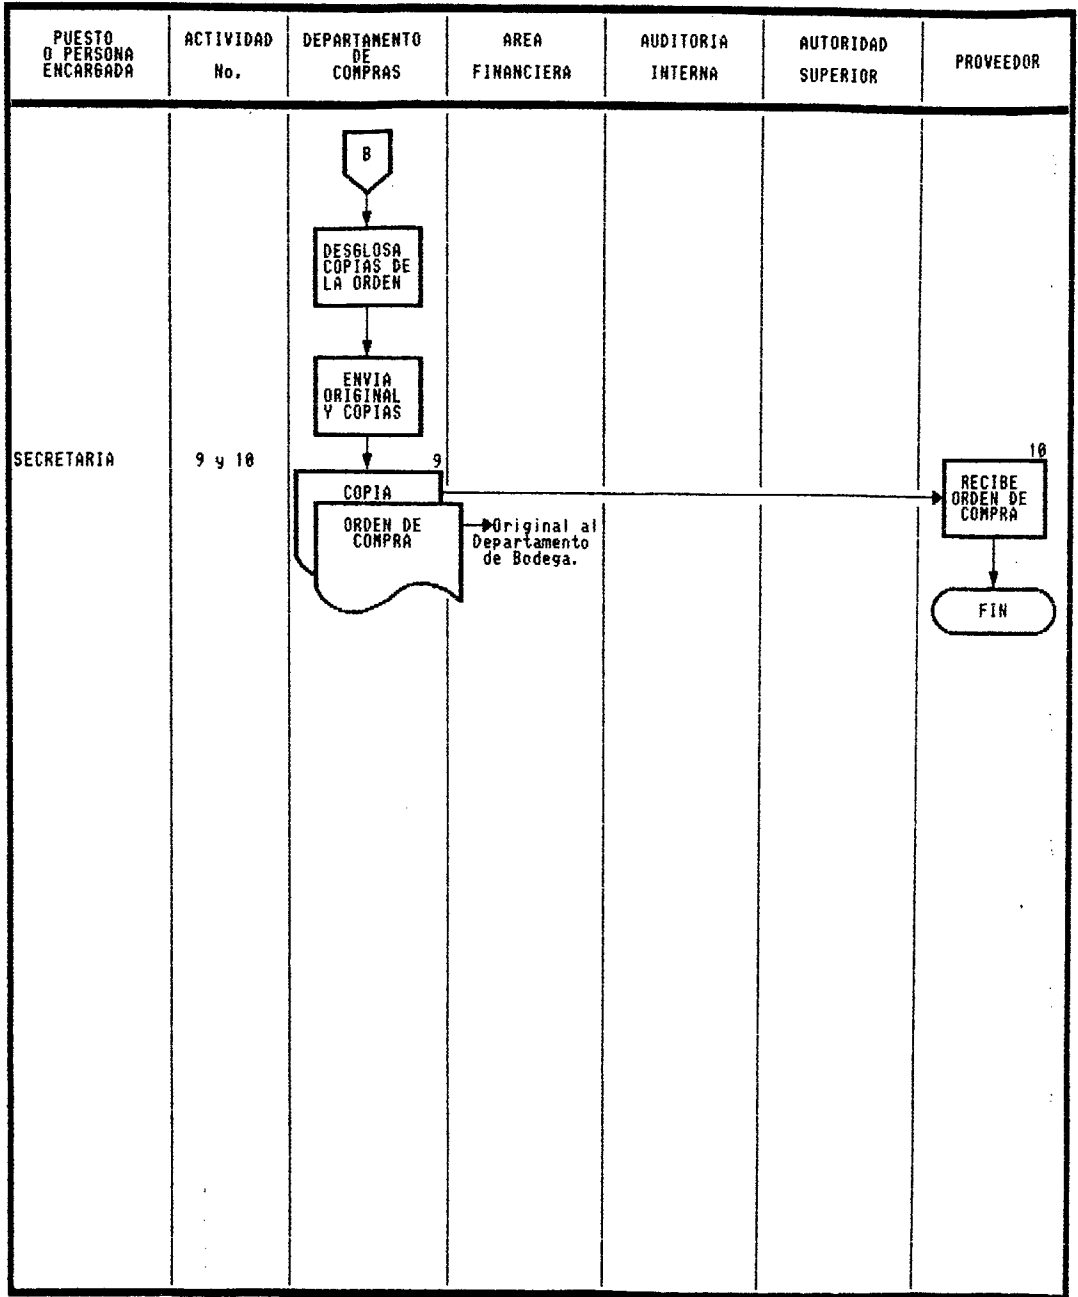 PUESTO
O PERSONA
ENCARGADA
ACTIVIDAD
No.
DEPARTAMENTO
DE
COMPRAS
AREA
FINANCIERA
AUDITORIA
INTERNA
AUTORIDAD
SUPERIOR
PROVEEDOR
B
DESGLOSA
COPIAS DE
LA ORDEN
ENVIA
ORIGINAL
Y COPIAS
SECRETARIA
9 y 10
9
COPIA
ORDEN DE
COMPRA
Original al
Departamento
de Bodega.
10
RECIBE
ORDEN DE
COMPRA
FIN